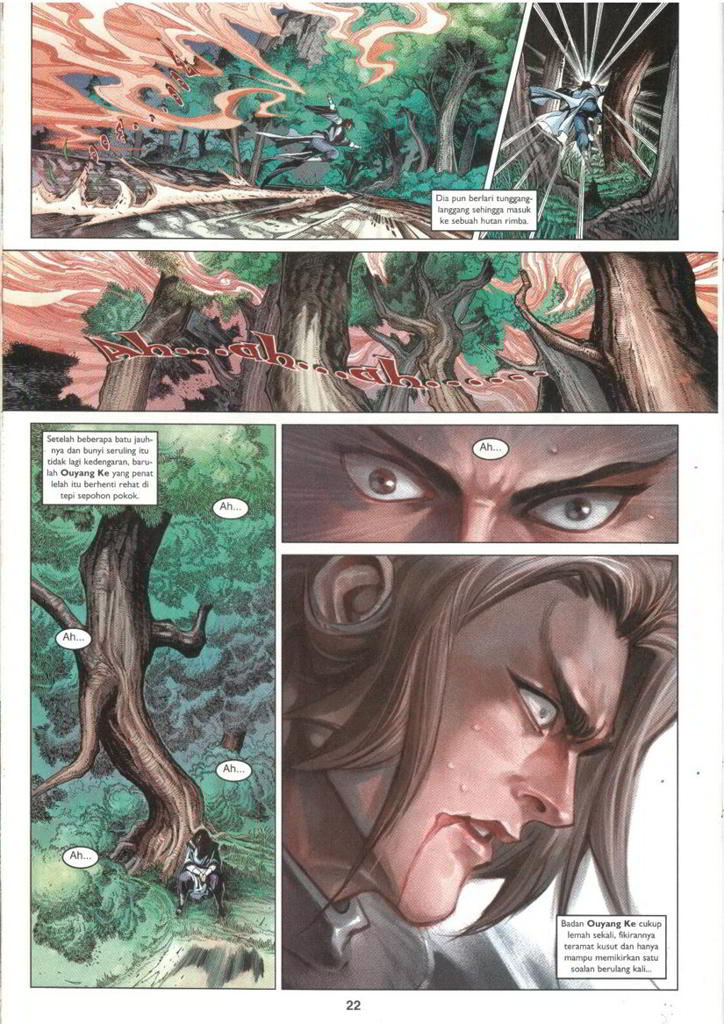 Dia pun berlari tunggang-
langgang sehingga masuk
ke sebuah hutan rimba.
Ah...ah...ah......
Setelah beberapa batu jauh-
nya dan bunyi seruling itu
tidak lagi kedengaran, baru-
lah Ouyang Ke yang penat
lelah itu berhenti rehat di
tepi sepohon pokok.
Ah...
Ah...
Ah...
Ah...
Ah...
Badan Ouyang Ke cukup
lemah sekali, fikirannya
teramat kusut dan hanya
mampu memikirkan satu
soalan berulang kali...
22